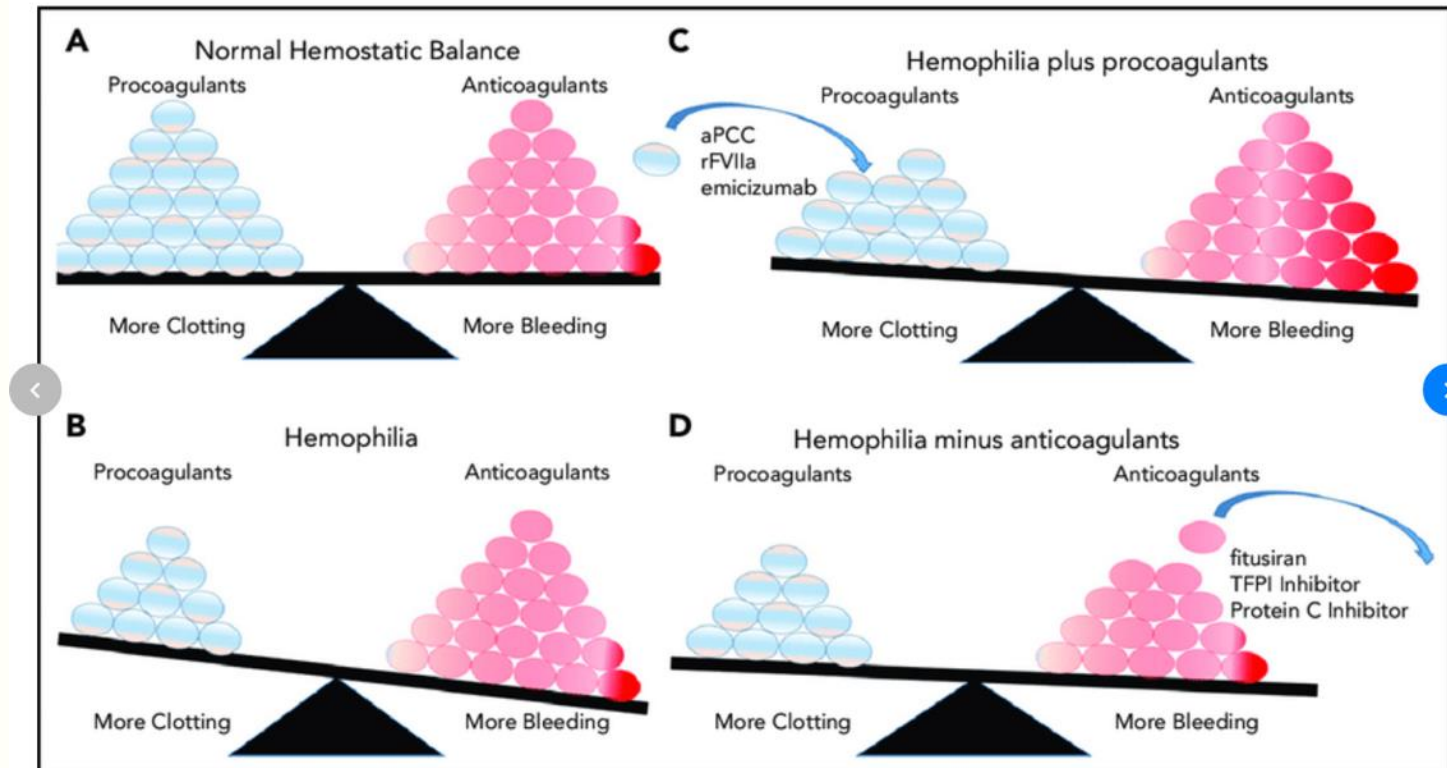 A
Normal Hemostatic Balance
Procoagulants
Anticoagulants
More Clotting
More Bleeding
C
Hemophilia plus procoagulants
Procoagulants
Anticoagulants
aPCC
rFVIIa
emicizumab
More Clotting
More Bleeding
B
Hemophilia
Procoagulants
Anticoagulants
More Clotting
More Bleeding
D
Hemophilia minus anticoagulants
Procoagulants
Anticoagulants
fitusiran
TFPI Inhibitor
Protein C Inhibitor
More Clotting
More Bleeding